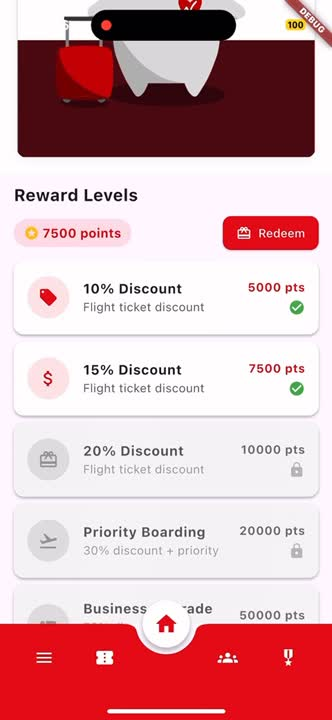 100
DEBUG
Reward Levels
7500 points
Redeem
10% Discount
5000 pts
Flight ticket discount
15% Discount
7500 pts
Flight ticket discount
20% Discount
10000 pts
Flight ticket discount
Priority Boarding
20000 pts
30% discount + priority
Business
50000 pts